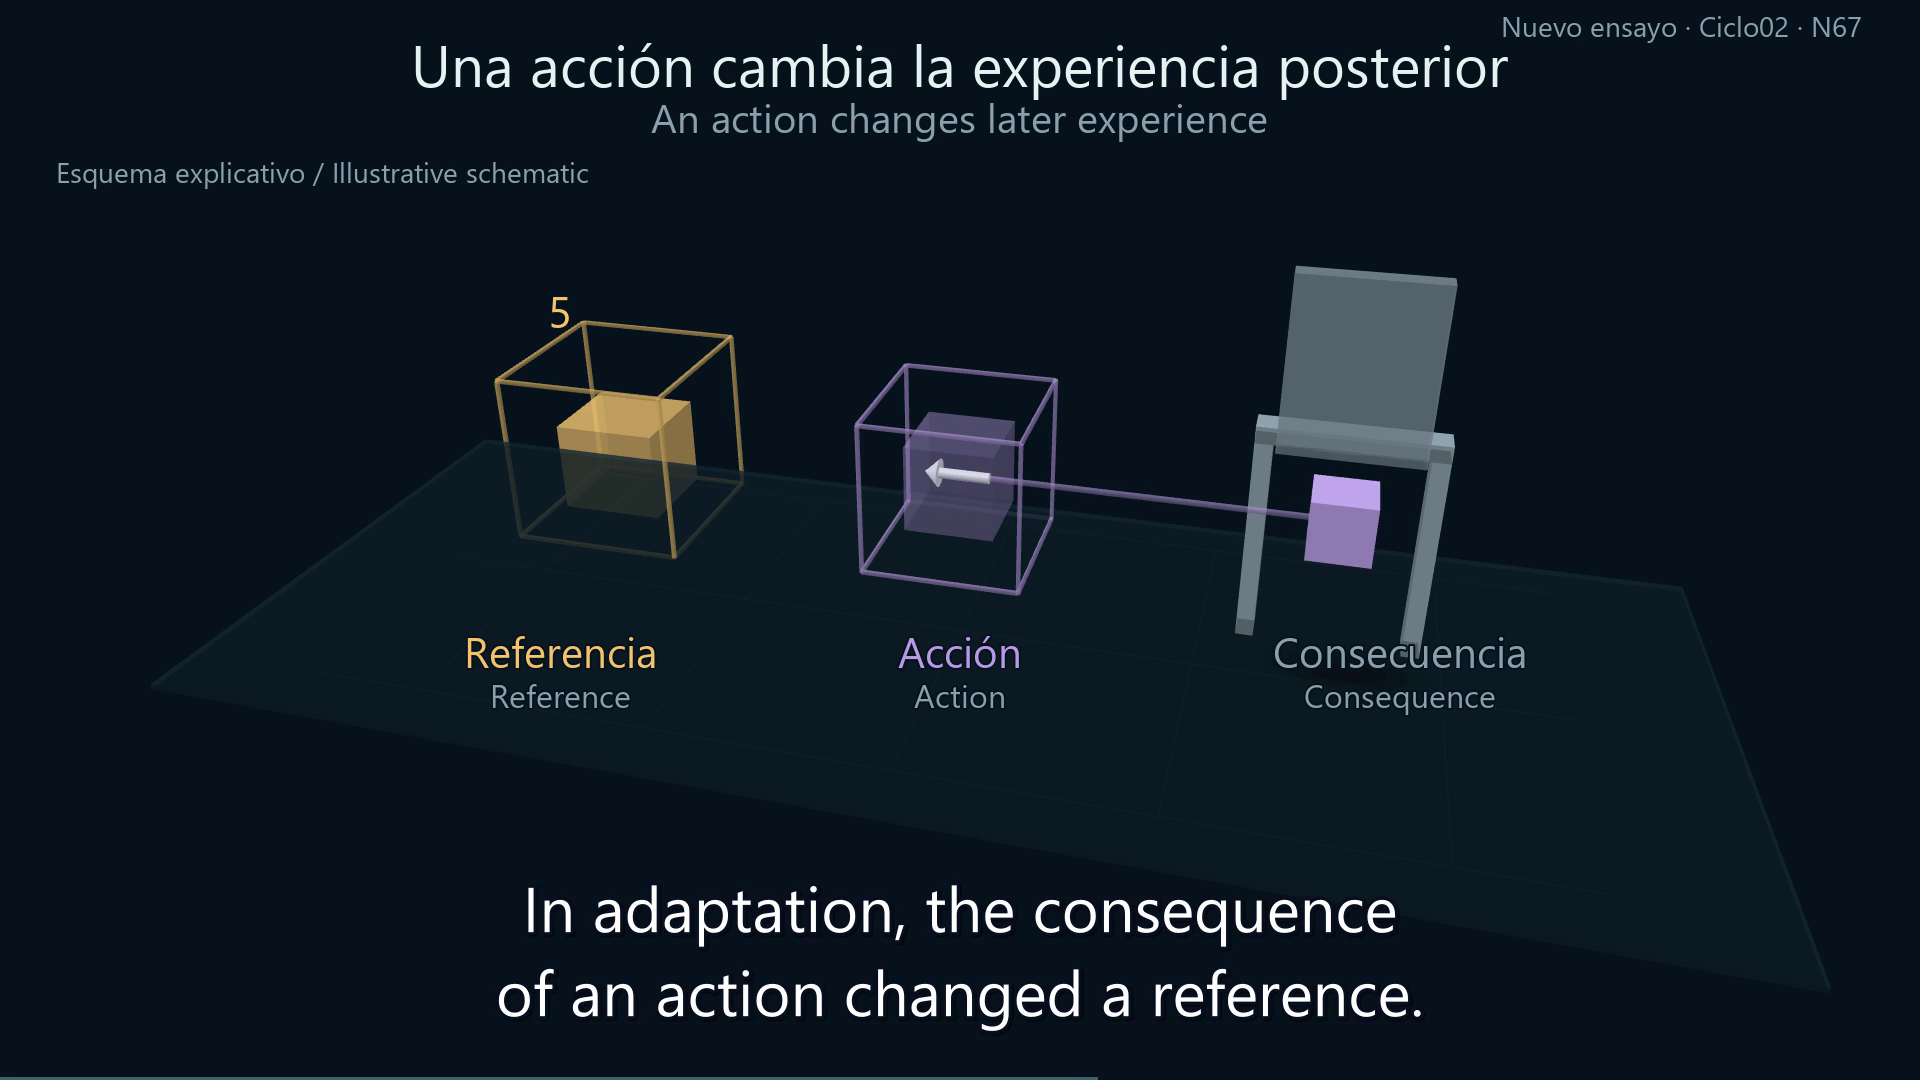 Nuevo ensayo · Ciclo02 · N67
Una acción cambia la experiencia posterior
An action changes later experience
Esquema explicativo / Illustrative schematic
5
Referencia
Reference
Acción
Action
Consecuencia
Consequence
In adaptation, the consequence
of an action changed a reference.